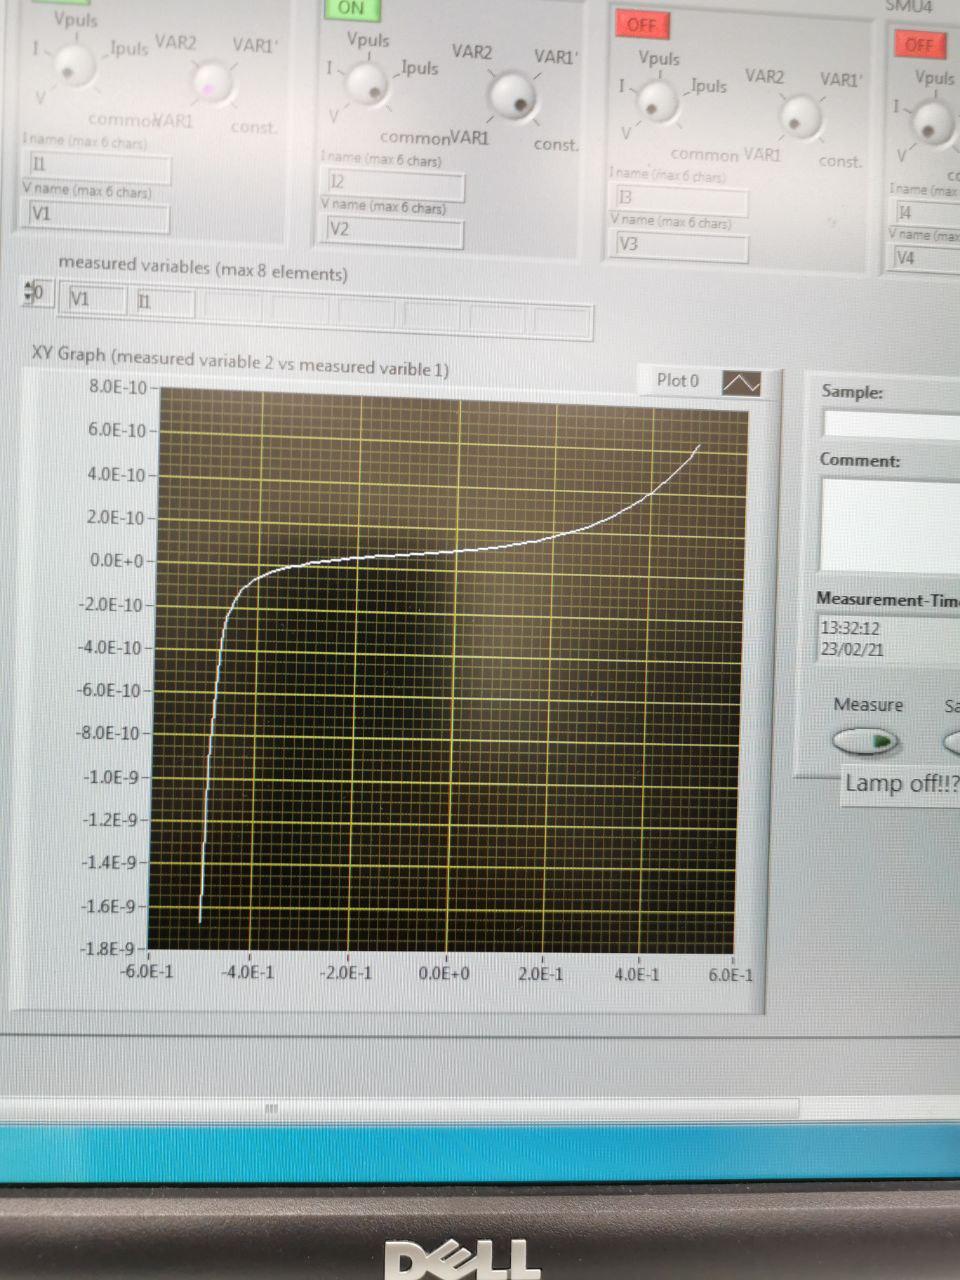 SMU4
ON
OFF
OFF
Vpuls
I
Ipuls
V
common
VAR2
VAR1'
VAR1
const.
I name (max 6 chars)
I1
V name (max 6 chars)
V1
Vpuls
I
Ipuls
V
common
VAR2
VAR1'
VAR1
const.
I name (max 6 chars)
I2
V name (max 6 chars)
V2
Vpuls
I
Ipuls
V
common
VAR2
VAR1'
VAR1
const.
I name (max 6 chars)
I3
V name (max 6 chars)
V3
Vpuls
I
V
co
I name (max
I4
V name (max
V4
measured variables (max 8 elements)
0 V1 I1
XY Graph (measured variable 2 vs measured varible 1)
Plot 0
8.0E-10
6.0E-10
4.0E-10
2.0E-10
0.0E+0
-2.0E-10
-4.0E-10
-6.0E-10
-8.0E-10
-1.0E-9
-1.2E-9
-1.4E-9
-1.6E-9
-1.8E-9
-6.0E-1 -4.0E-1 -2.0E-1 0.0E+0 2.0E-1 4.0E-1 6.0E-1
Sample:
Comment:
Measurement-Time
13:32:12
23/02/21
Measure Sa
Lamp off!!?
DELL